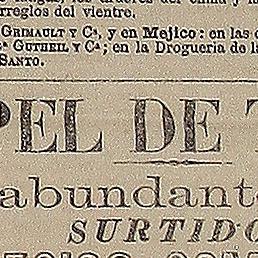 rreglos del vientre.
GRIMAULT Y Cª, y en Mejico: en las
GUTHEIL Y Cª; en la Drogueria de la
SANTO.
PEL DE
abundant
SURTIDO